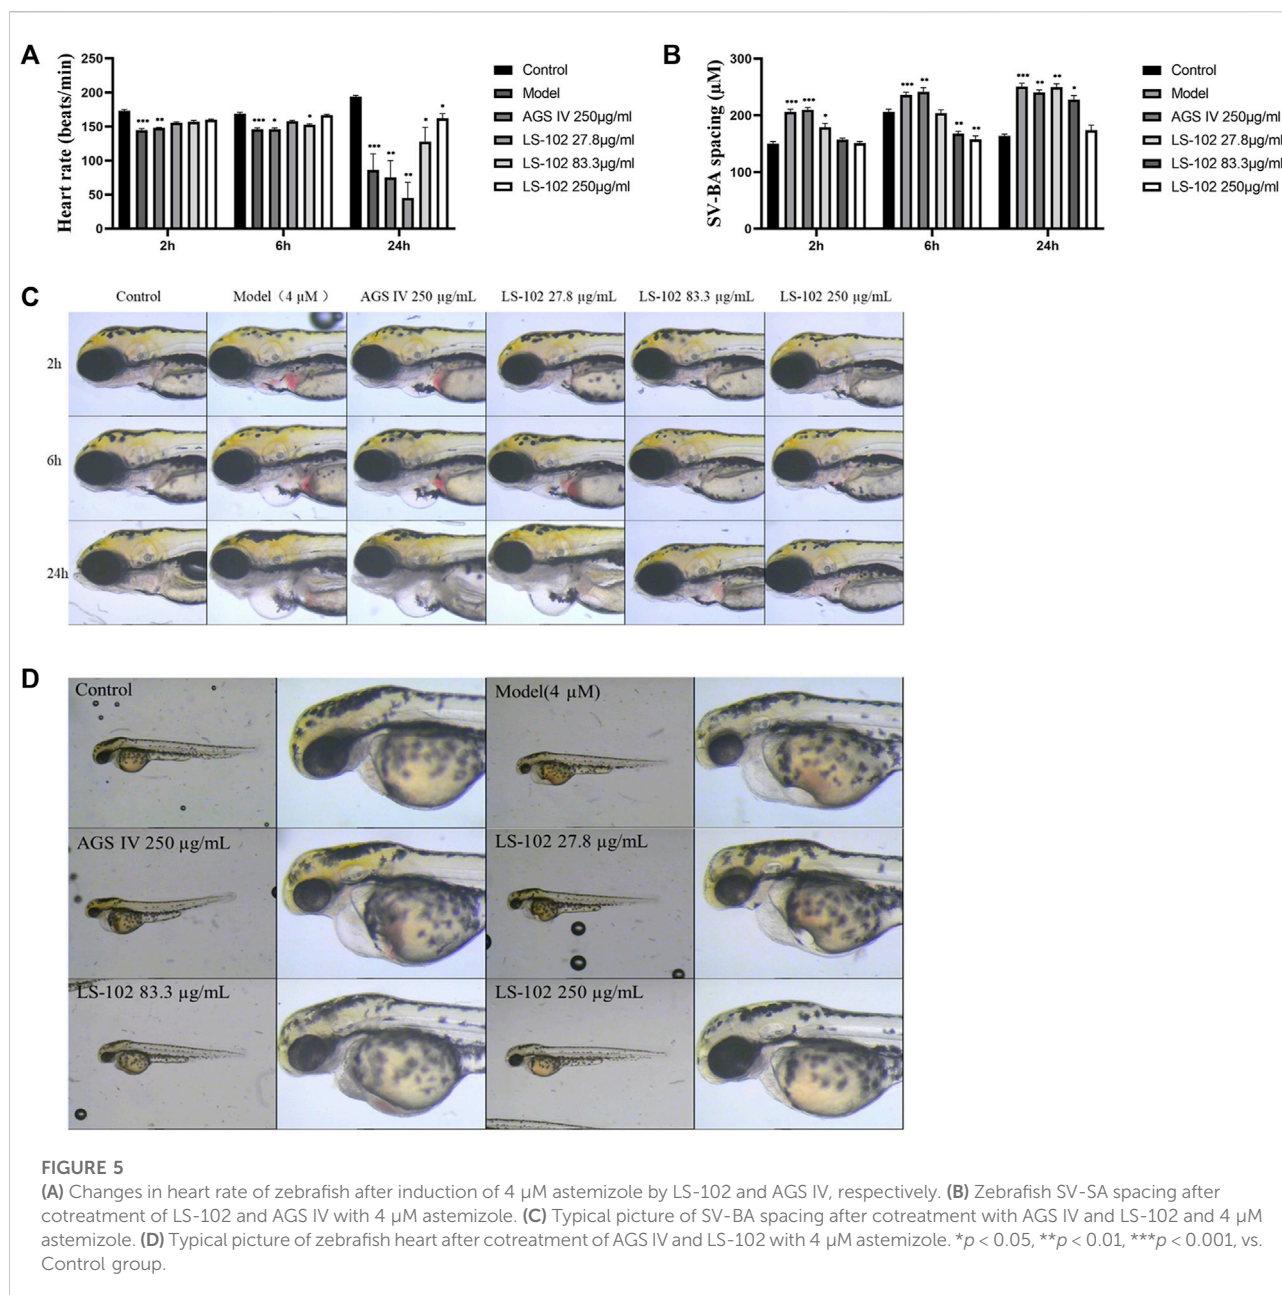 A
Heart rate (beats/min)
250
200
150
100
50
0
*** **
*** * *
*** ** ** * *
2h 6h 24h
Control
Model
AGS IV 250µg/ml
LS-102 27.8µg/ml
LS-102 83.3µg/ml
LS-102 250µg/ml
B
SV-BA spacing (µM)
300
200
100
0
*** *** *
*** ** ** **
*** ** ** *
2h 6h 24h
Control
Model
AGS IV 250µg/ml
LS-102 27.8µg/ml
LS-102 83.3µg/ml
LS-102 250µg/ml
C
Control Model（4 µM） AGS IV 250 µg/mL LS-102 27.8 µg/mL LS-102 83.3 µg/mL LS-102 250 µg/mL
2h
6h
24h
D
Control Model(4 µM)
AGS IV 250 µg/mL LS-102 27.8 µg/mL
LS-102 83.3 µg/mL LS-102 250 µg/mL
FIGURE 5
(A) Changes in heart rate of zebrafish after induction of 4 µM astemizole by LS-102 and AGS IV, respectively. (B) Zebrafish SV-SA spacing after
cotreatment of LS-102 and AGS IV with 4 µM astemizole. (C) Typical picture of SV-BA spacing after cotreatment with AGS IV and LS-102 and 4 µM
astemizole. (D) Typical picture of zebrafish heart after cotreatment of AGS IV and LS-102 with 4 µM astemizole. *p < 0.05, **p < 0.01, ***p < 0.001, vs.
Control group.